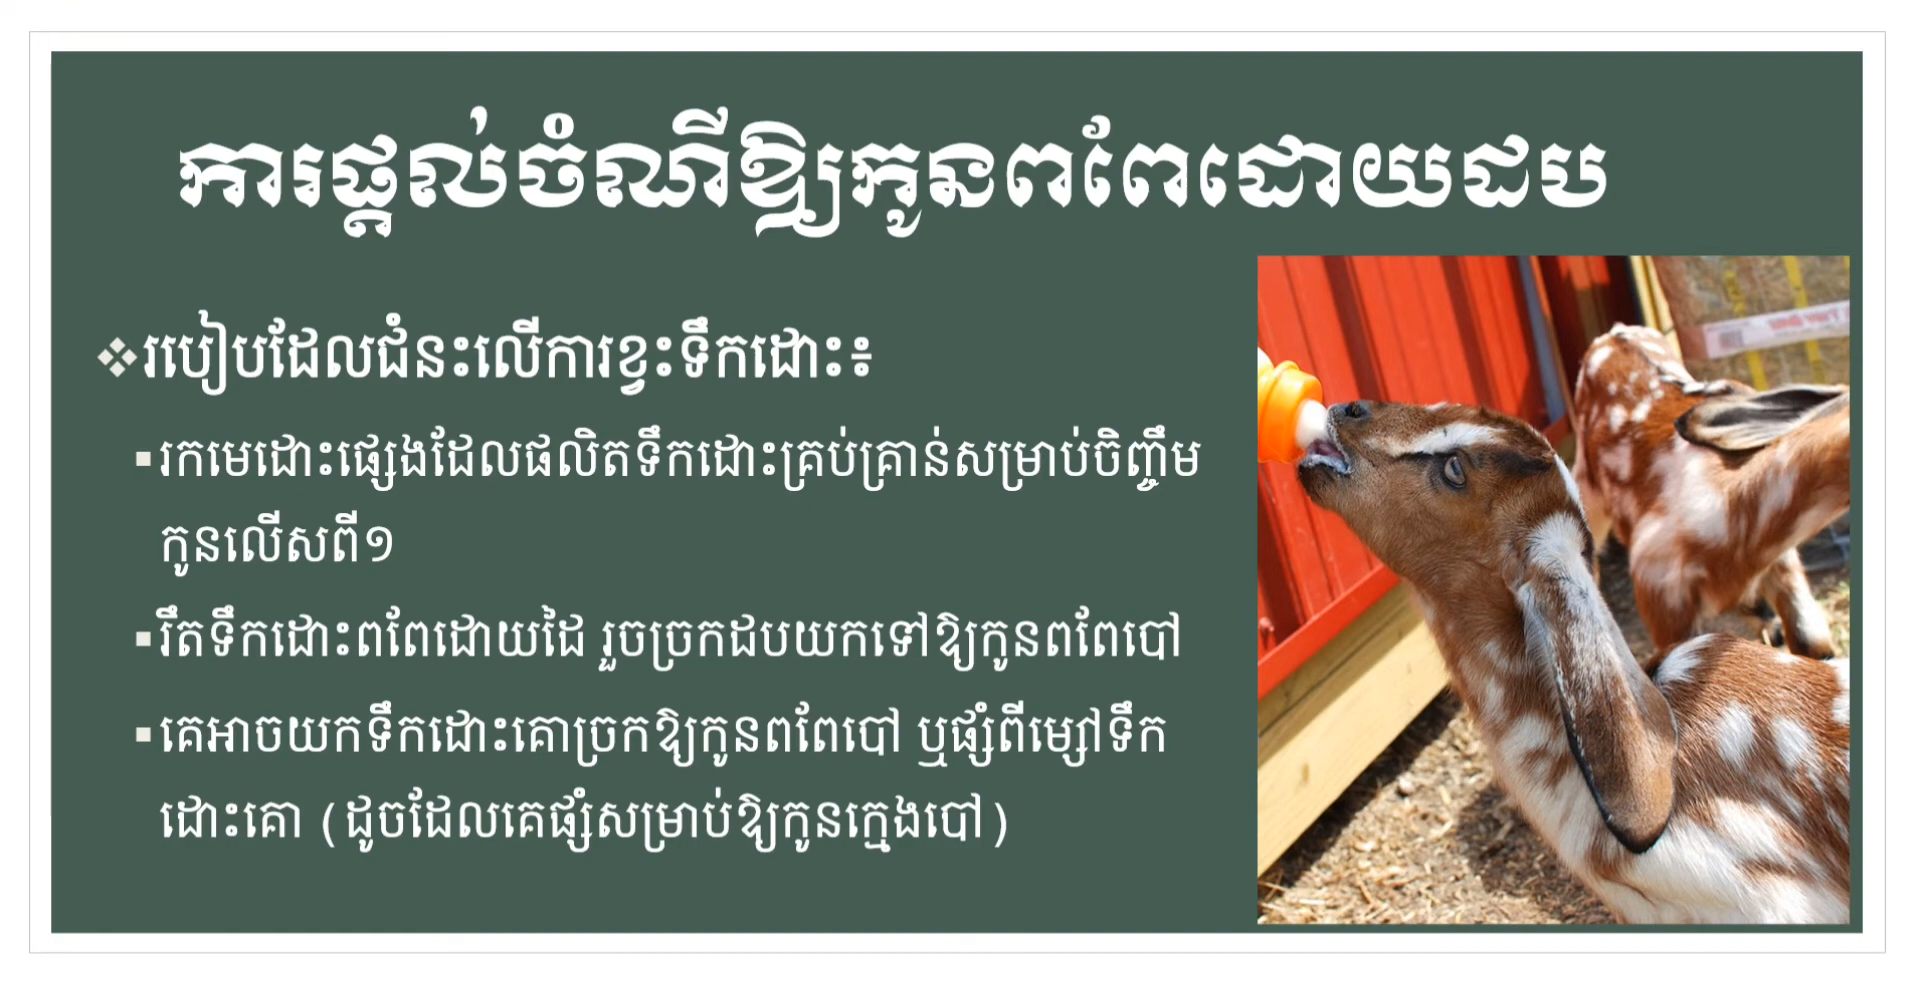 ការផ្តល់ចំណីឱ្យកូនពពែដោយដប
❖របៀបដែលជំនះលើការខ្វះទឹកដោះ៖
▪រកមេដោះផ្សេងដែលផលិតទឹកដោះគ្រប់គ្រាន់សម្រាប់ចិញ្ចឹម
កូនលើសពី១
▪រឹតទឹកដោះពពែដោយដៃ រួចច្រកដបយកទៅឱ្យកូនពពែបៅ
▪គេអាចយកទឹកដោះគោច្រកឱ្យកូនពពែបៅ ឬផ្សំពីម្សៅទឹក
ដោះគោ (ដូចដែលគេផ្សំសម្រាប់ឱ្យកូនក្មេងបៅ)